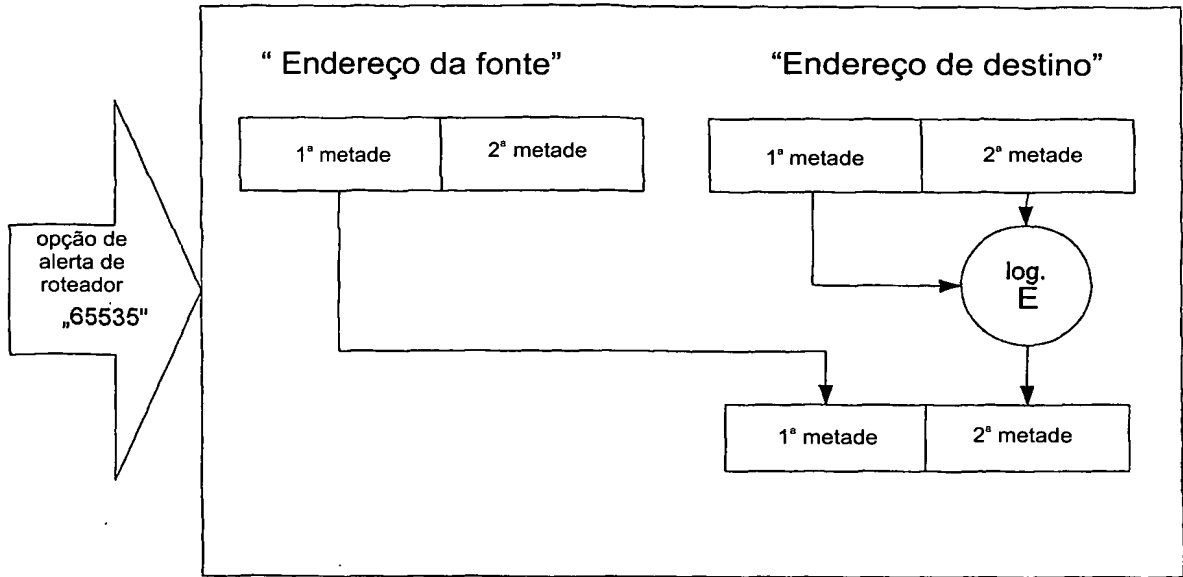 “ Endereço da fonte”
“Endereço de destino”
1ª metade
2ª metade
1ª metade
2ª metade
opção de
alerta de
roteador
„65535"
log.
E
1ª metade
2ª metade